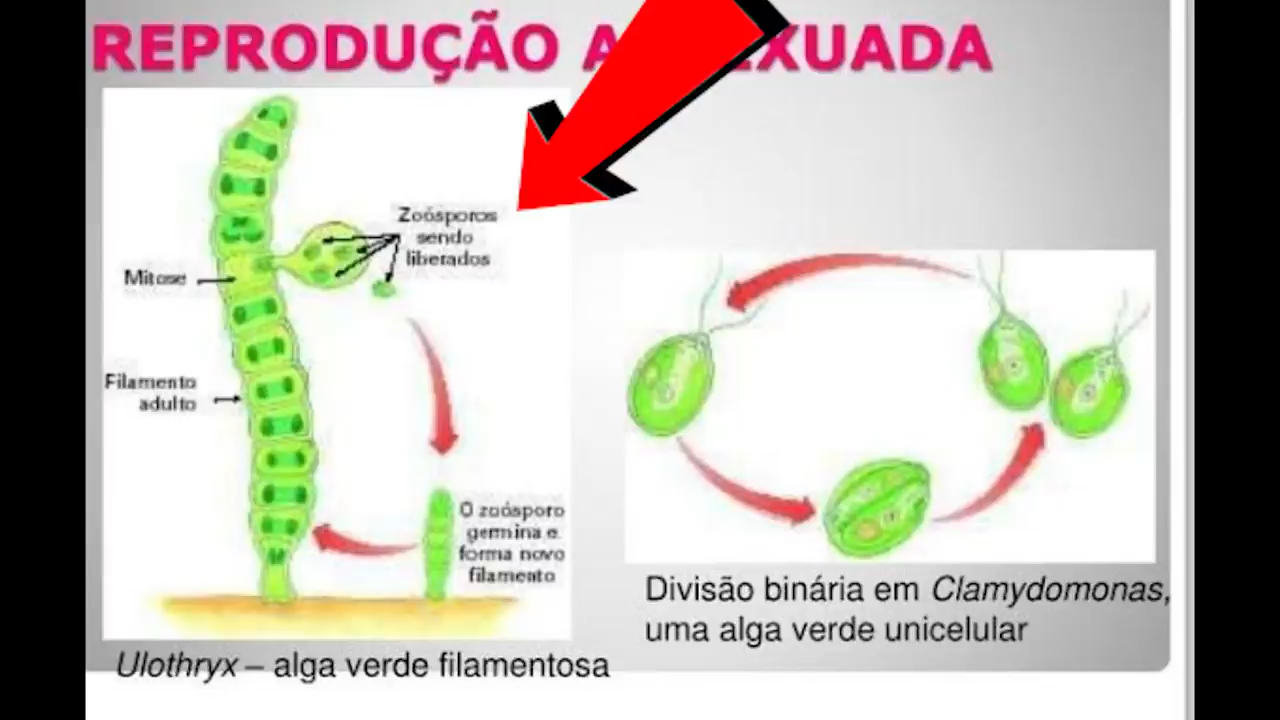 REPRODUÇÃO A EXUADA
Zoósporos
sendo
liberados
Mitose
Filamento
adulto
O zoósporo
germina e
forma novo
filamento
Divisão binária em Clamydomonas,
uma alga verde unicelular
Ulothryx – alga verde filamentosa